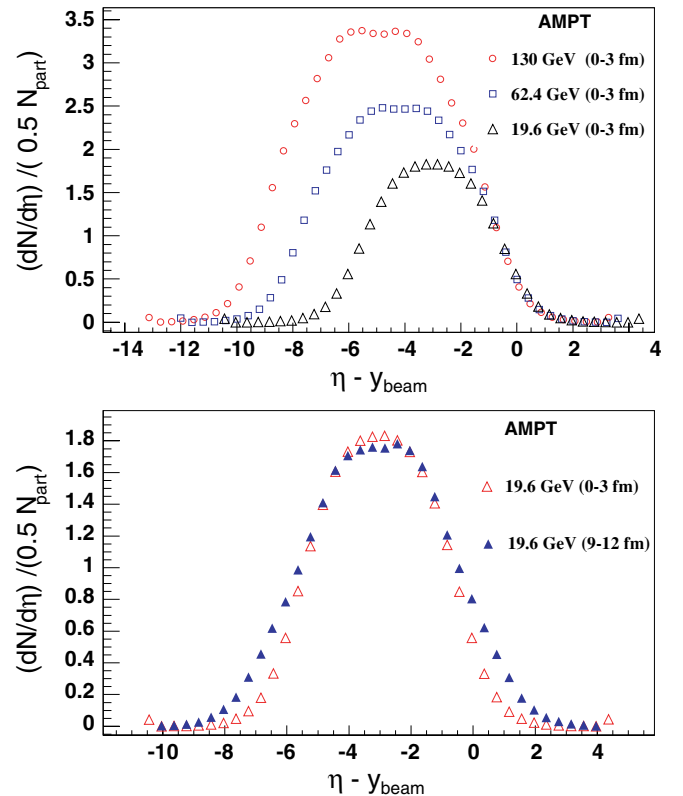 AMPT
130 GeV (0-3 fm)
62.4 GeV (0-3 fm)
19.6 GeV (0-3 fm)
(dN/dη) /( 0.5 N_part)
3.5
3
2.5
2
1.5
1
0.5
0
-14 -12 -10 -8 -6 -4 -2 0 2 4
η - y_beam
AMPT
19.6 GeV (0-3 fm)
19.6 GeV (9-12 fm)
(dN/dη) /(0.5 N_part)
1.8
1.6
1.4
1.2
1
0.8
0.6
0.4
0.2
0
-10 -8 -6 -4 -2 0 2 4
η - y_beam